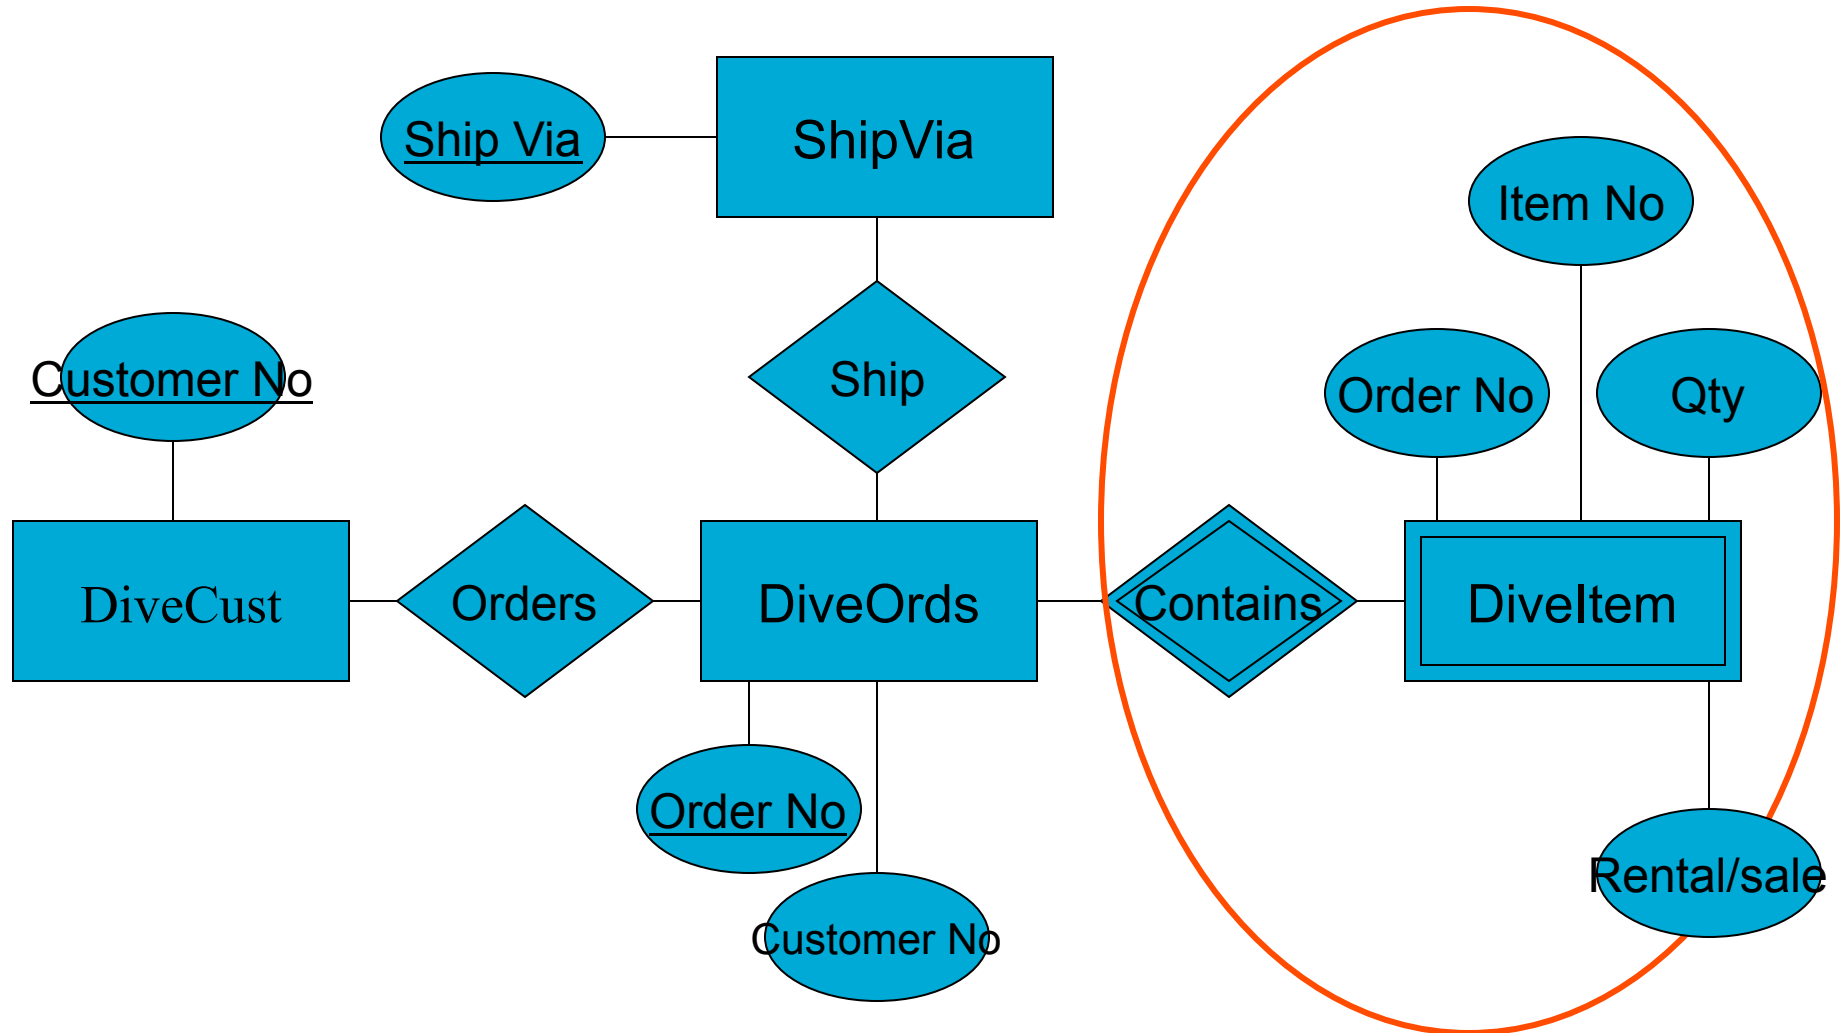 Ship Via
ShipVia
Item No
Customer No
Ship
Order No
Qty
DiveCust
Orders
DiveOrds
Contains
DiveItem
Order No
Customer No
Rental/sale